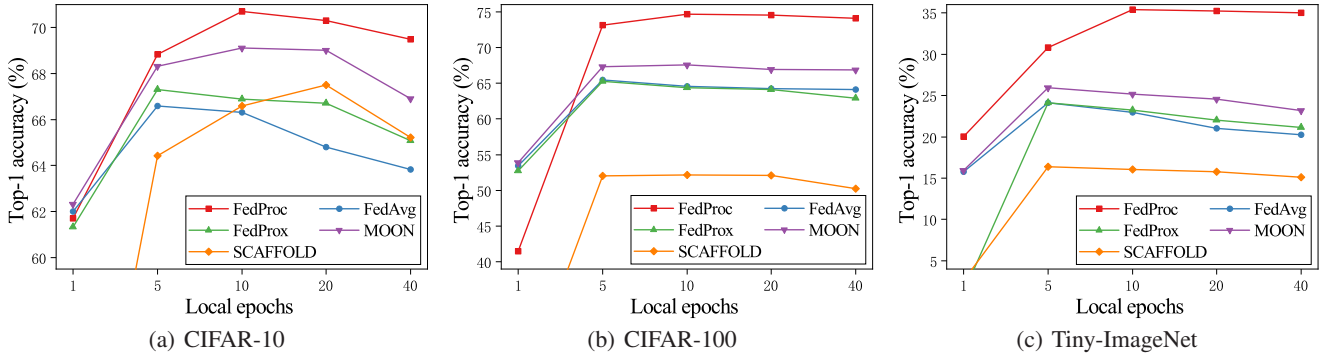 Top-1 accuracy (%)
70
68
66
64
62
60
FedProc
FedAvg
FedProx
MOON
SCAFFOLD
1 5 10 20 40
Local epochs
(a) CIFAR-10
Top-1 accuracy (%)
75
70
65
60
55
50
45
40
FedProc
FedAvg
FedProx
MOON
SCAFFOLD
1 5 10 20 40
Local epochs
(b) CIFAR-100
Top-1 accuracy (%)
35
30
25
20
15
10
5
FedProc
FedAvg
FedProx
MOON
SCAFFOLD
1 5 10 20 40
Local epochs
(c) Tiny-ImageNet